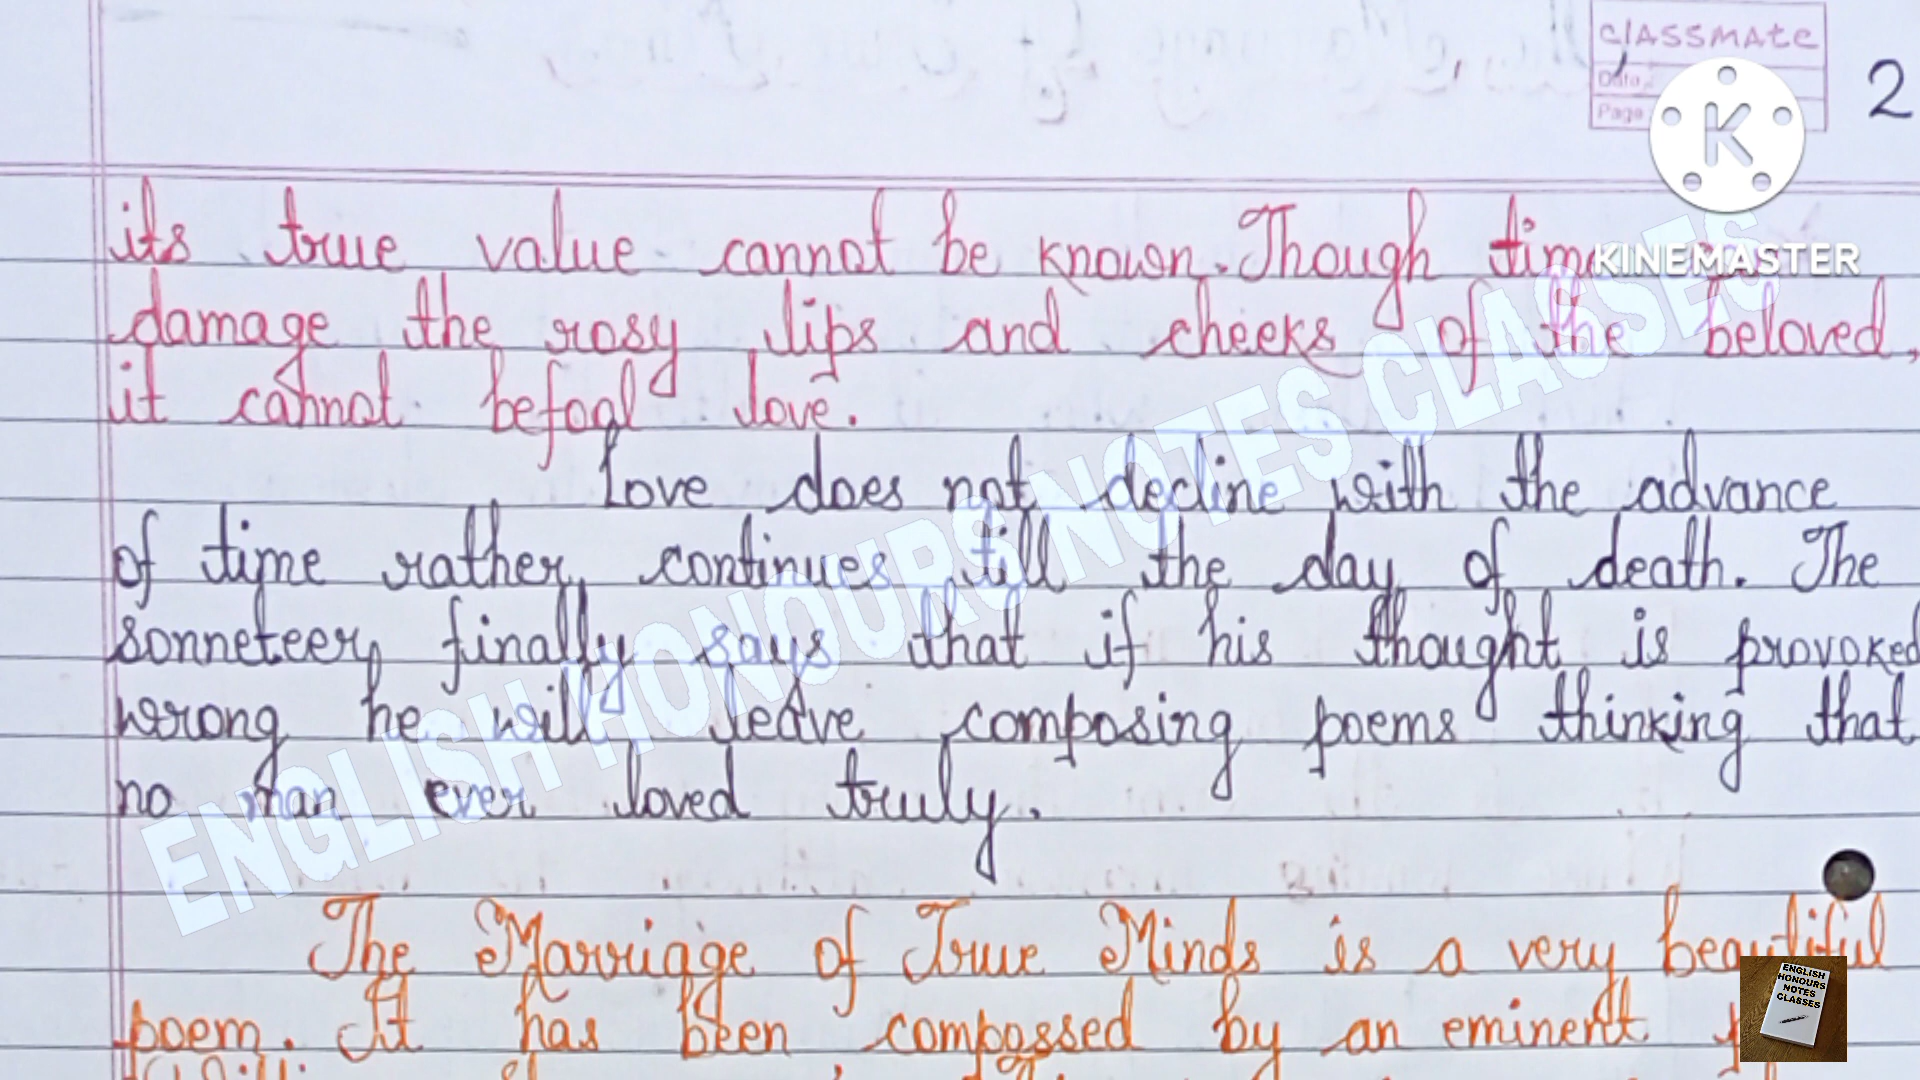 classmate
Date
Page
2
KINEMASTER
its true value cannot be known. Though time
damage the rosy lips and cheeks of the beloved,
it cannot befool love.
Love does not decline with the advance
of time rather, continues till the day of death. The
sonneteer, finally says that if his thought is provoked
wrong he will leave composing poems thinking that
no man ever loved truly.
The Marriage of True Minds is a very beautiful
poem. It has been compossed by an eminent
ENGLISH HONOURS NOTES CLASSES
ENGLISH
HONOURS
NOTES
CLASSES